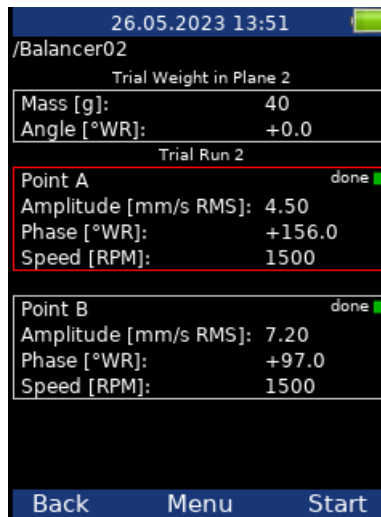 26.05.2023 13:51
/Balancer02
Trial Weight in Plane 2
Mass [g]: 40
Angle [°WR]: +0.0
Trial Run 2
Point A done
Amplitude [mm/s RMS]: 4.50
Phase [°WR]: +156.0
Speed [RPM]: 1500
Point B done
Amplitude [mm/s RMS]: 7.20
Phase [°WR]: +97.0
Speed [RPM]: 1500
Back Menu Start